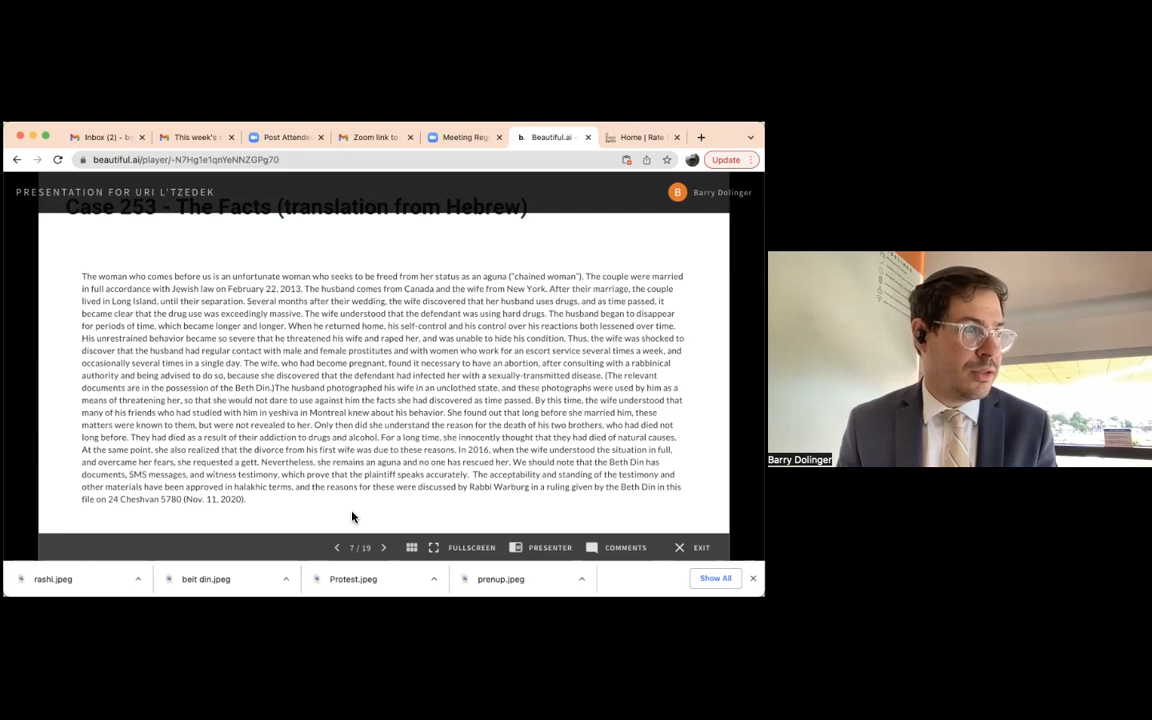 Inbox (2) - b
This week's
Post Attende
Zoom link to
Meeting Reg
b. Beautiful.ai -
Home | Rate
beautiful.ai/player/-N7Hg1e1qnYeNNZGPg70
Update
PRESENTATION FOR URI L'TZEDEK
B Barry Dolinger
Case 253 - The Facts (translation from Hebrew)
The woman who comes before us is an unfortunate woman who seeks to be freed from her status as an aguna ("chained woman"). The couple were married
in full accordance with Jewish law on February 22, 2013. The husband comes from Canada and the wife from New York. After their marriage, the couple
lived in Long Island, until their separation. Several months after their wedding, the wife discovered that her husband uses drugs, and as time passed, it
became clear that the drug use was exceedingly massive. The wife understood that the defendant was using hard drugs. The husband began to disappear
for periods of time, which became longer and longer. When he returned home, his self-control and his control over his reactions both lessened over time.
His unrestrained behavior became so severe that he threatened his wife and raped her, and was unable to hide his condition. Thus, the wife was shocked to
discover that the husband had regular contact with male and female prostitutes and with women who work for an escort service several times a week, and
occasionally several times in a single day. The wife, who had become pregnant, found it necessary to have an abortion, after consulting with a rabbinical
authority and being advised to do so, because she discovered that the defendant had infected her with a sexually-transmitted disease. (The relevant
documents are in the possession of the Beth Din.)The husband photographed his wife in an unclothed state, and these photographs were used by him as a
means of threatening her, so that she would not dare to use against him the facts she had discovered as time passed. By this time, the wife understood that
many of his friends who had studied with him in yeshiva in Montreal knew about his behavior. She found out that long before she married him, these
matters were known to them, but were not revealed to her. Only then did she understand the reason for the death of his two brothers, who had died not
long before. They had died as a result of their addiction to drugs and alcohol. For a long time, she innocently thought that they had died of natural causes.
At the same point, she also realized that the divorce from his first wife was due to these reasons. In 2016, when the wife understood the situation in full,
and overcame her fears, she requested a gett. Nevertheless, she remains an aguna and no one has rescued her. We should note that the Beth Din has
documents, SMS messages, and witness testimony, which prove that the plaintiff speaks accurately.  The acceptability and standing of the testimony and
other materials have been approved in halakhic terms, and the reasons for these were discussed by Rabbi Warburg in a ruling given by the Beth Din in this
file on 24 Cheshvan 5780 (Nov. 11, 2020).
7 / 19
FULLSCREEN
PRESENTER
COMMENTS
EXIT
rashi.jpeg
beit din.jpeg
Protest.jpeg
prenup.jpeg
Show All
Barry Dolinger